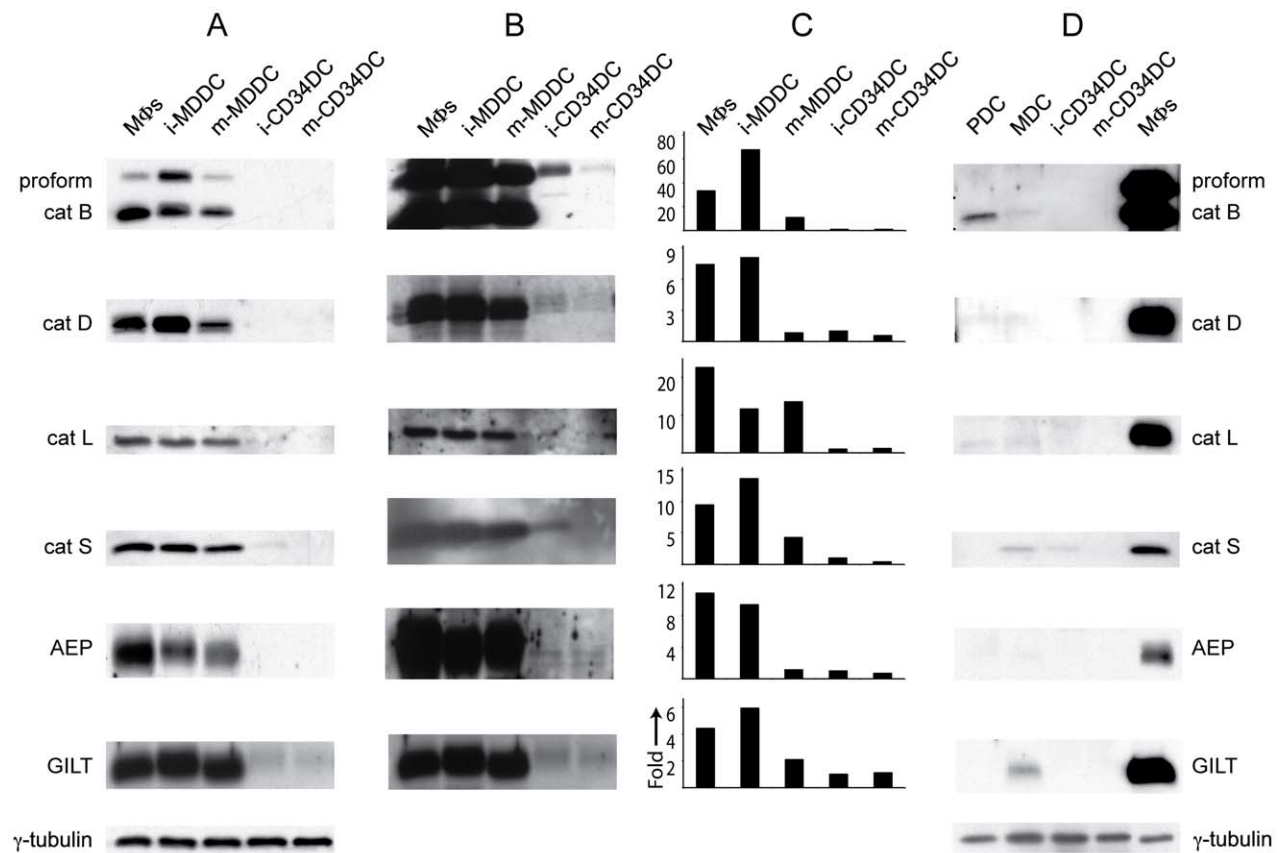 A B C D
MΦs i-MDDC m-MDDC i-CD34DC m-CD34DC
MΦs i-MDDC m-MDDC i-CD34DC m-CD34DC
MΦs i-MDDC m-MDDC i-CD34DC m-CD34DC
PDC MDC i-CD34DC m-CD34DC MΦs
proform
cat B
80
60
40
20
proform
cat B
cat D
9
6
3
cat D
cat L
20
10
cat L
cat S
15
10
5
cat S
AEP
12
8
4
AEP
GILT
Fold
6
4
2
GILT
γ-tubulin
γ-tubulin